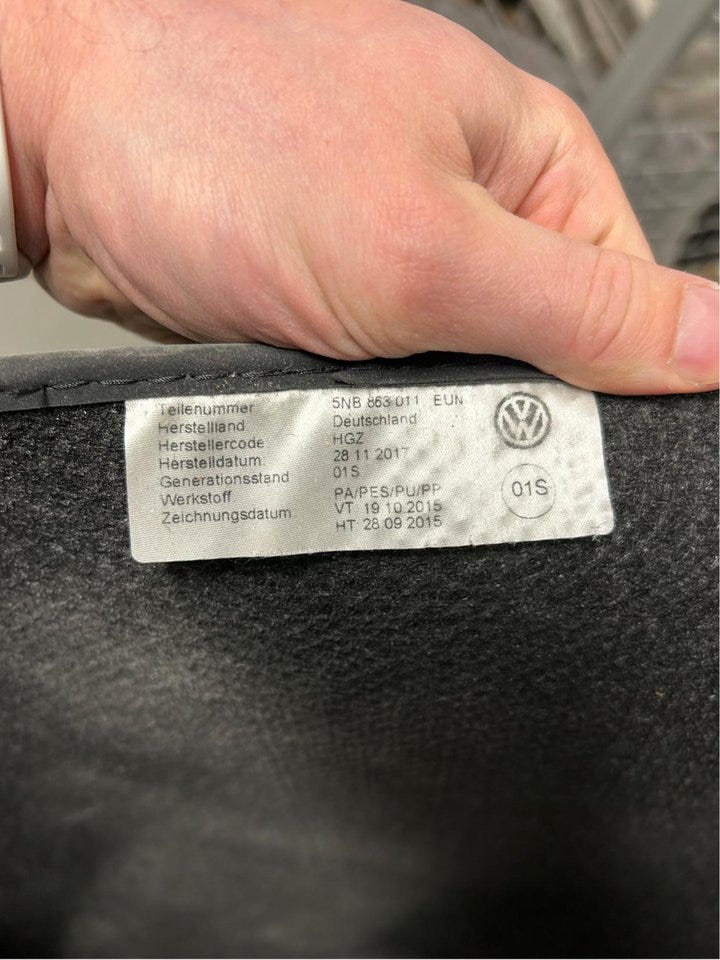 Teilenummer 5NB 863 011 EUN
Herstellland Deutschland
Herstellercode HGZ
Herstelldatum 28 11 2017
Generationsstand 01S
Werkstoff PA/PES/PU/PP
Zeichnungsdatum VT 19 10.2015
HT 28 09 2015
VW
01S